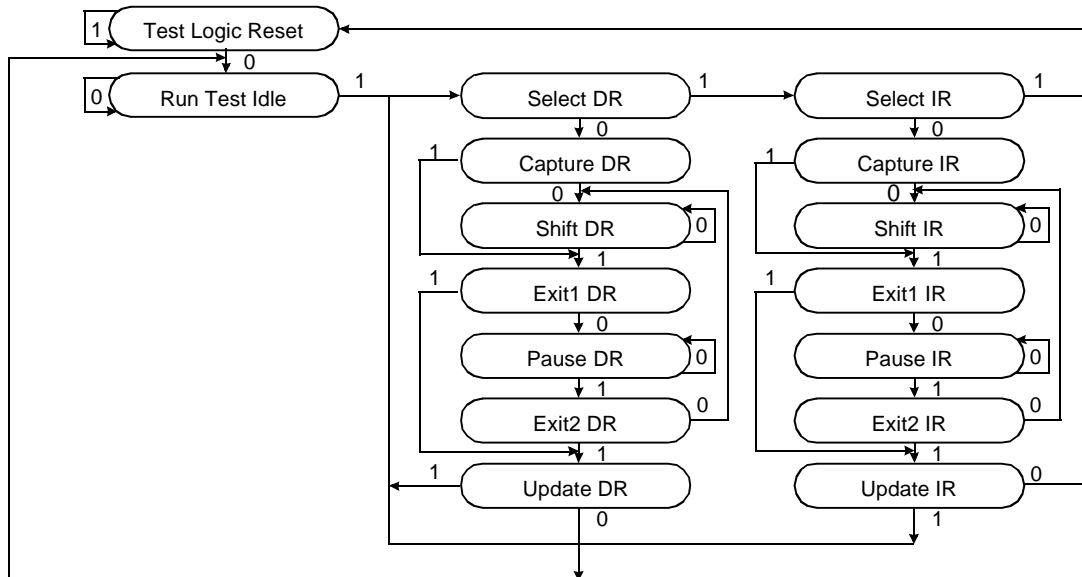 1 Test Logic Reset
0
0 Run Test Idle 1
Select DR 1
Select IR 1
0 0
1 Capture DR
1 Capture IR
0 0
Shift DR 0
Shift IR 0
1 1
1 Exit1 DR
1 Exit1 IR
0 0
Pause DR 0
Pause IR 0
1 1
Exit2 DR 0
Exit2 IR 0
1 1
1 Update DR
Update IR 0
0 1